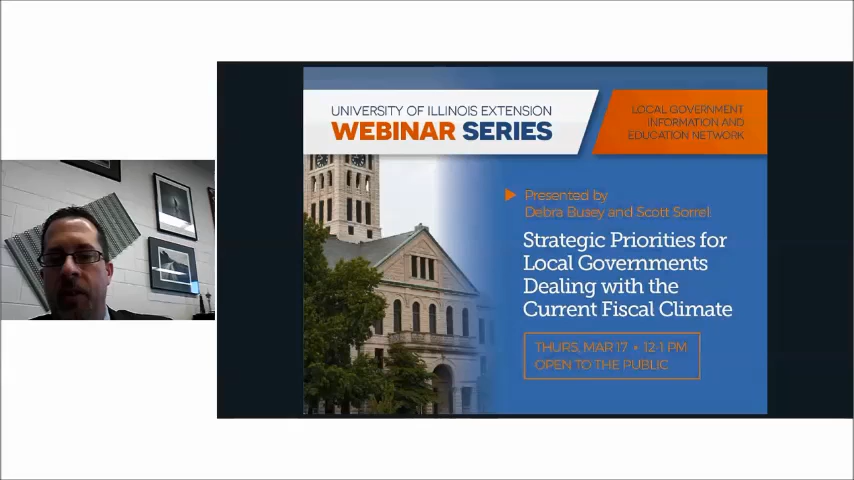 UNIVERSITY OF ILLINOIS EXTENSION
WEBINAR SERIES
LOCAL GOVERNMENT
INFORMATION AND
EDUCATION NETWORK
Presented by
Debra Busey and Scott Sorrel
Strategic Priorities for
Local Governments
Dealing with the
Current Fiscal Climate
THURS, MAR 17 • 12-1 PM
OPEN TO THE PUBLIC